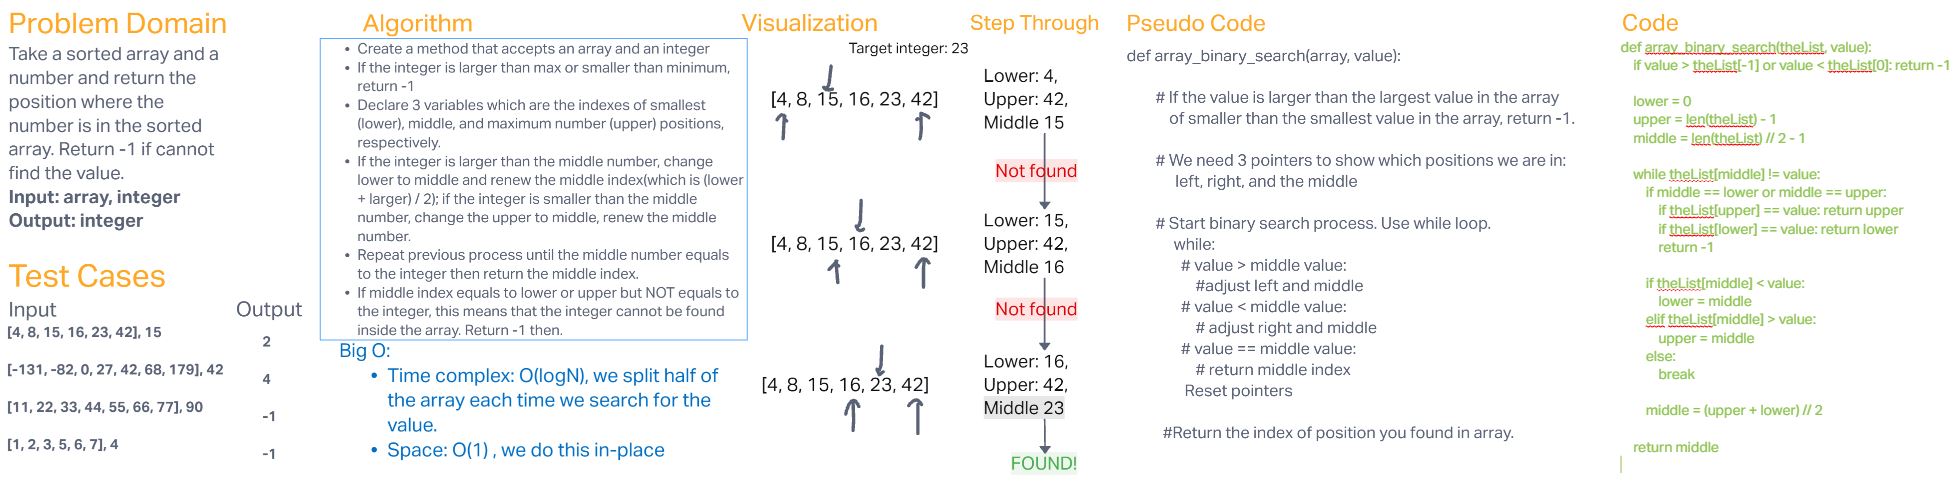 Problem Domain
Take a sorted array and a
number and return the
position where the
number is in the sorted
array. Return -1 if cannot
find the value.
Input: array, integer
Output: integer
Test Cases
Input
Output
[4, 8, 15, 16, 23, 42], 15
2
[-131, -82, 0, 27, 42, 68, 179], 42
4
[11, 22, 33, 44, 55, 66, 77], 90
-1
[1, 2, 3, 5, 6, 7], 4
-1
Algorithm
• Create a method that accepts an array and an integer
• If the integer is larger than max or smaller than minimum,
return -1
• Declare 3 variables which are the indexes of smallest
(lower), middle, and maximum number (upper) positions,
respectively.
• If the integer is larger than the middle number, change
lower to middle and renew the middle index(which is (lower
+ larger) / 2); if the integer is smaller than the middle
number, change the upper to middle, renew the middle
number.
• Repeat previous process until the middle number equals
to the integer then return the middle index.
• If middle index equals to lower or upper but NOT equals to
the integer, this means that the integer cannot be found
inside the array. Return -1 then.
Big O:
• Time complex: O(logN), we split half of
the array each time we search for the
value.
• Space: O(1) , we do this in-place
Visualization
Target integer: 23
[4, 8, 15, 16, 23, 42]
[4, 8, 15, 16, 23, 42]
[4, 8, 15, 16, 23, 42]
Step Through
Lower: 4,
Upper: 42,
Middle 15
Not found
Lower: 15,
Upper: 42,
Middle 16
Not found
Lower: 16,
Upper: 42,
Middle 23
FOUND!
Pseudo Code
def array_binary_search(array, value):
# If the value is larger than the largest value in the array
of smaller than the smallest value in the array, return -1.
# We need 3 pointers to show which positions we are in:
left, right, and the middle
# Start binary search process. Use while loop.
while:
# value > middle value:
#adjust left and middle
# value < middle value:
# adjust right and middle
# value == middle value:
# return middle index
Reset pointers
#Return the index of position you found in array.
Code
def array_binary_search(theList, value):
if value > theList[-1] or value < theList[0]: return -1
lower = 0
upper = len(theList) - 1
middle = len(theList) // 2 - 1
while theList[middle] != value:
if middle == lower or middle == upper:
if theList[upper] == value: return upper
if theList[lower] == value: return lower
return -1
if theList[middle] < value:
lower = middle
elif theList[middle] > value:
upper = middle
else:
break
middle = (upper + lower) // 2
return middle